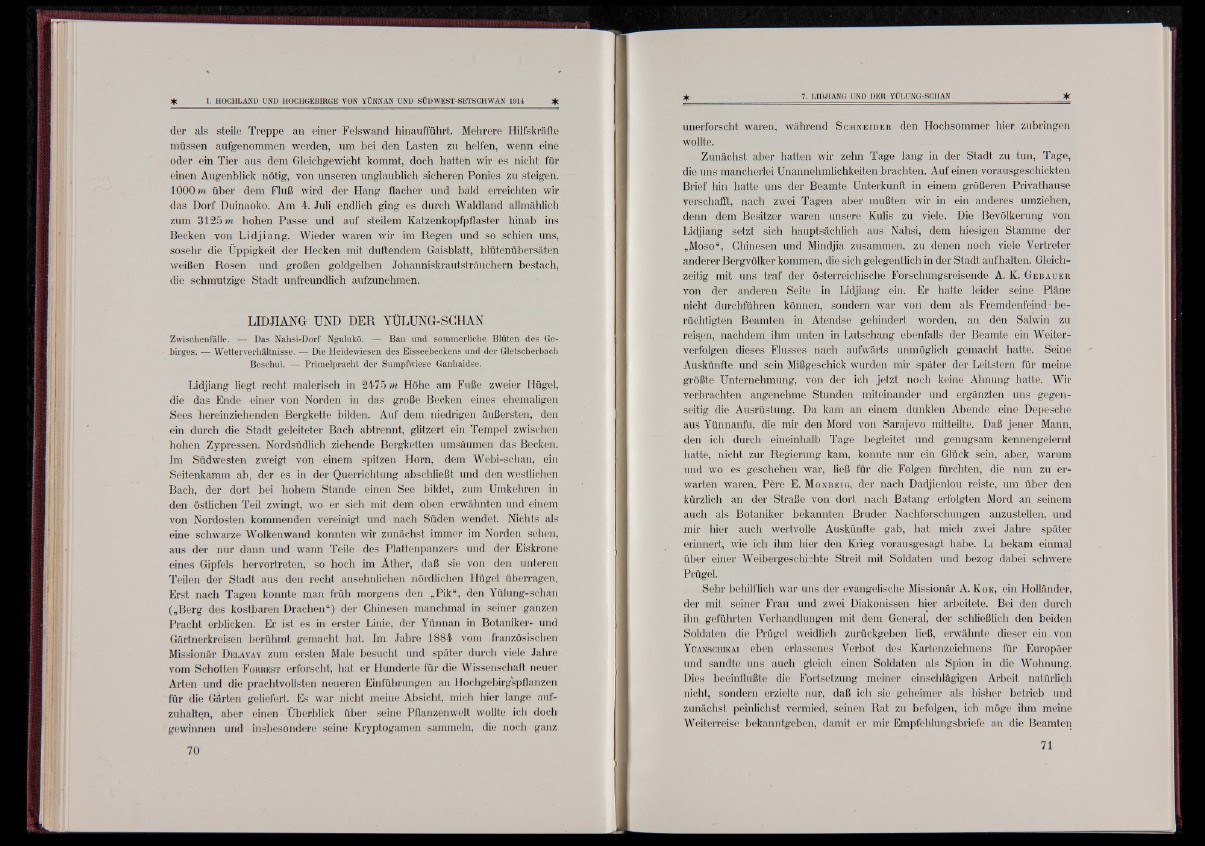 I. HOCHLAND UND HOCHGEBIRGE VON YÜNNAN UND SÜDWEST-SETSCHWAN 1914
der als steile Treppe an einer Felswand hinaufführt. Mehrere Hilfskräfte
müssen aufgenommen werden, um bei den Lasten zu helfen, wenn eine
oder ein Tier aus dem Gleichgewicht kommt, doch hatten wir es nicht für
einen Augenblick nötig, von unseren unglaublich sicheren Ponies zu steigen.
1000 m über dem Fluß wird der Hang flacher und bald erreichten wir
das Dorf Duinaoko. Am 4. Juli endlich ging es durch Waldland allmählich
zum 3125 m hohen Passe und auf steilem Katzenkopfpflaster hinab ins
Becken von Lidjiang. Wieder waren wir im Regen und so schien uns,
sosehr die Üppigkeit der Hecken mit duftendem Gaisblatt, blütenübersäten
weißen Rosen und großen goldgelben Johanniskrautsträuchern bestach,
die schmutzige Stadt unfreundlich aufzunehmen.
LIDJIANG UND DER YÜLUNG-SCHAN
Zwischenfälle. — Das Nahsi-Dorf Ngulukö. — Bau und sommerliche Blüten des Ge-
birges. — Wetterverhältnisse. — Die Heidewiesen des Eisseebeckens und der Gletscherbach
Beschui. — Primelpracht der Sumpfwiese Ganhaidse.
Lidjiang liegt recht malerisch in 2475 m Höhe am Fuße zweier Hügel,
die das Ende einer von Norden in das große Becken eines ehemaligen
Sees hereinziehenden Bergkette bilden. Auf dem niedrigen äußersten, den
ein durch die Stadt geleiteter Bach abtrennt, glitzert ein Tempel zwischen
hohen Zypressen. Nordsüdlich ziehende Bergketten umsäumen das Becken.
Im Südwesten zweigt von einem spitzen Horn, dem Webi-schan, ein
Seitenkamm ab, der es in der Querrichtung abschließt und den westlichen
Bach, der dort bei hohem Stande einen See bildet, zum Umkehren in
den östlichen Teil zwingt, wo er sich mit dem oben erwähnten und einem
von Nordosten kommenden vereinigt und nach Süden wendet. Nichts als
eine schwarze Wolkenwand konnten wir zunächst immer im Norden sehen,
aus der nur dann und wann Teile des Plattenpanzers und der Eiskrone
eines Gipfels hervortreten, so hoch im Äther, daß sie von den unteren
Teilen der Stadt aus den recht ansehnlichen nördlichen Hügel überragen.
Erst nach Tagen konnte man früh morgens den „Pik“, den Yülung-schan
(„Berg des kostbaren Drachen“) der Chinesen manchmal in seiner ganzen
Pracht erblicken. Er ist es in erster Linie, der Yünnan in Botaniker- und
Gärtnerkreisen berühmt gemacht hat. Im Jahre 1884 vom französischen
Missionär DELAVAY zum ersten Male besucht und später durch viele Jahre
vom Schotten FORREST erforscht, hat er Hunderte für die Wissenschaft neuer
Arten und die prachtvollsten neueren Einführungen an Hochgebirgspflanzen
für die Gärten geliefert. Es war nicht meine Absicht, mich hier lange auf-
zuhalten, aber einen Überblick über seine Pflanzenwelt wollte ich doch
gewinnen und insbesondere seine Kryptogamen sammeln, die noch ganz
70
7. LIDJIANG UND DER YÜLUNG-SCHAN
unerforscht waren, während SCHNEIDER den Hochsommer hier zubringen
wollte.
Zunächst aber hatten wir zehn Tage lang in der Stadt zu tun, Tage,
die uns mancherlei Unannehmlichkeiten brachten. Auf einen vorausgeschickten
Brief hin hatte uns der Beamte Unterkunft in einem größeren Privathause
verschafft, nach zwei Tagen aber mußten wir in ein anderes umziehen,
denn dem Besitzer waren unsere Kulis zu viele. Die Bevölkerung von
Lidjiang setzt sich hauptsächlich aus Nahsi, dem hiesigen Stamme der
„Moso“, Chinesen und Mindjia zusammen, zu denen noch viele Vertreter
anderer Bergvölker kommen, die sich gelegentlich in der Stadt aufhalten. Gleich-
zeitig mit uns traf der österreichische Forschungsreisende A. K. GEBAUER
von der anderen Seite in Lidjiang ein. Er hatte leider seine Pläne
nicht durchführen können, sondern war von dem als Fremdenfeind be-
rüchtigten Beamten in Atendse gehindert worden, an den Salwin zu
reisen, nachdem ihm unten in Lutschang ebenfalls der Beamte ein Weiter-
verfolgen dieses Flusses nach aufwärts unmöglich gemacht hatte. Seine
Auskünfte und sein Mißgeschick wurden mir später der Leitstern für meine
größte Unternehmung, von der ich jetzt noch keine Ahnung hatte. Wir
verbrachten angenehme Stunden miteinander und ergänzten uns gegen-
seitig die Ausrüstung. Da kam an einem dunklen Abende eine Depesche
aus Yünnanfu, die mir den Mord von Sarajevo mitteilte. Daß jener Mann,
den ich durch eineinhalb Tage begleitet und genugsam kennengelernt
hatte, nicht zur Regierung kam, konnte nur ein Glück sein, aber, warum
und wo es geschehen war, ließ für die Folgen fürchten, die nun zu er-
warten waren. Père E. MONBEIG, der nach Dadjienlou reiste, um über den
kürzlich an der Straße von dort nach Batang erfolgten Mord an seinem
auch als Botaniker bekannten Bruder Nachforschungen anzustellen, und
mir hier auch wertvolle Auskünfte gab, hat mich zwei Jahre später
erinnert, wie ich ihm hier den Krieg vorausgesagt habe. LI bekam einmal
über einer Weibergeschichte Streit mit Soldaten und bezog dabei schwere
Prügel.
Sehr behilflich war uns der evangelische Missionär A. KOK, ein Holländer,
der mit seiner Frau und zwei Diakonissen hier arbeitete. Bei den durch
ihn geführten Verhandlungen mit dem General, der schließlich den beiden
Soldaten die Prügel weidlich zurückgeben ließ, erwähnte dieser ein von
YÜANSCHIKAI eben erlassenes Verbot des Kartenzeichnens für Europäer
und sandte uns auch gleich einen Soldaten als Spion in die Wohnung.
Dies beeinflußte die Fortsetzung meiner einschlägigen Arbeit natürlich
nicht, sondern erzielte nur, daß ich sie geheimer als bisher betrieb und
zunächst peinlichst vermied, seinen Rat zu befolgen, ich möge ihm meine
Weiterreise bekanntgeben, damit er mir Empfehlungsbriefe an die Beamten
71